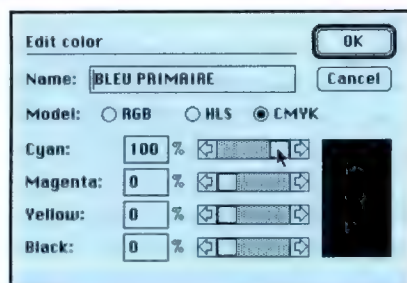 Edit color
OK
Name: BLEU PRIMAIRE
Cancel
Model: RGB HLS CMYK
Cyan: 100 %
Magenta: 0 %
Yellow: 0 %
Black: 0 %